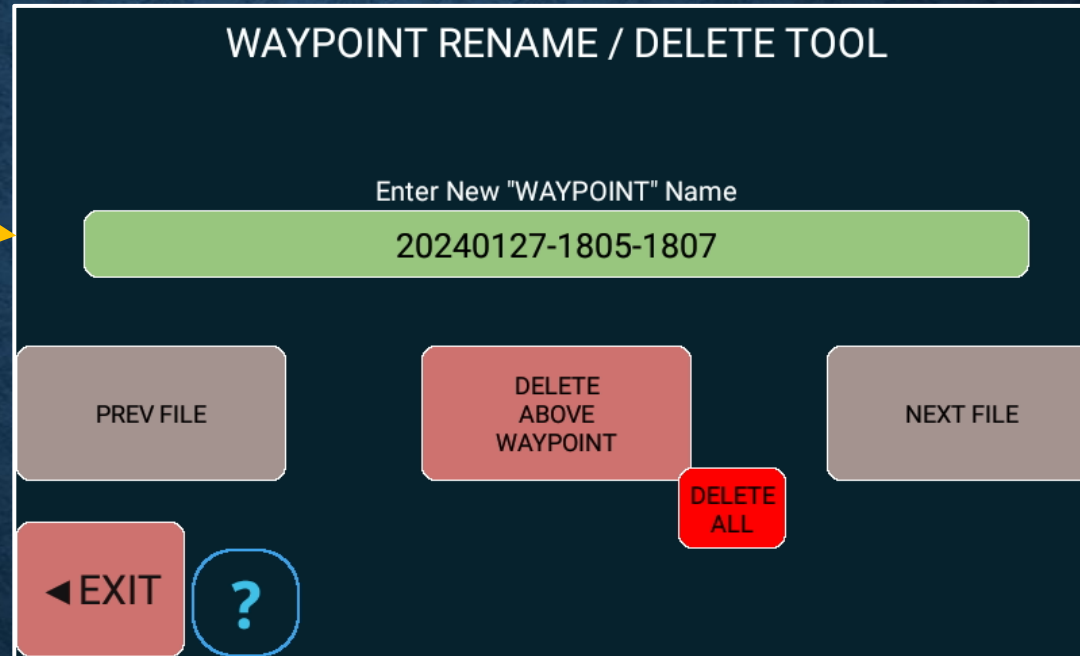 WAYPOINT RENAME / DELETE TOOL
Enter New "WAYPOINT" Name
20240127-1805-1807
PREV FILE
DELETE
ABOVE
WAYPOINT
NEXT FILE
DELETE
ALL
◄EXIT
?